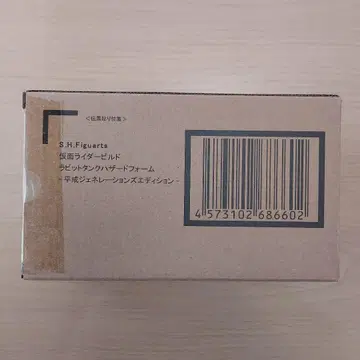 ＜伝票貼り付け＞
S.H.Figuarts
仮面ライダービルド
ラビットタンクハザードフォーム
-平成ジェネレーションズエディション-
4 573102 686602